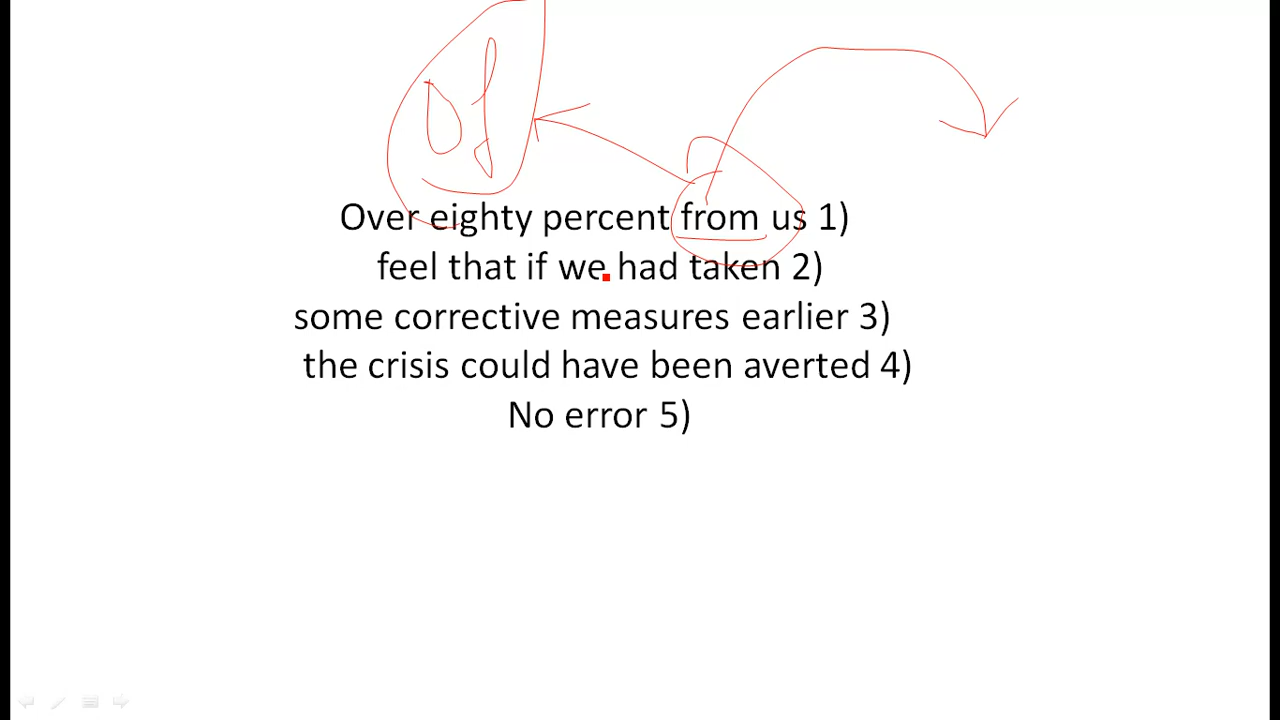 of
Over eighty percent from us 1)
feel that if we had taken 2)
some corrective measures earlier 3)
the crisis could have been averted 4)
No error 5)